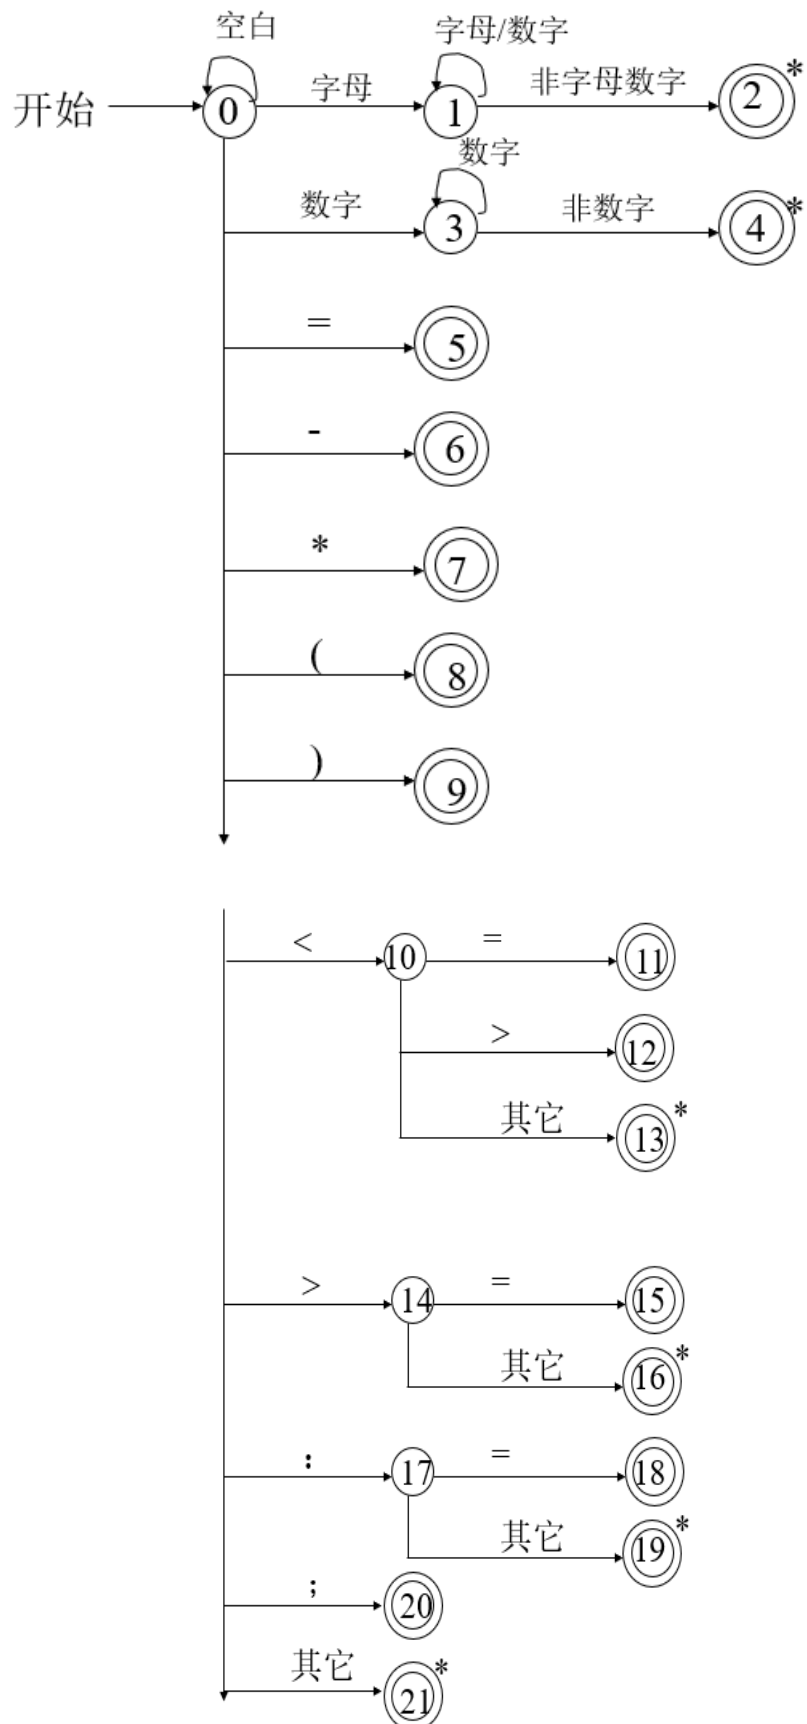 空白
字母/数字
开始 0 字母 1 非字母数字 2 *
数字
数字 3 非数字 4 *
= 5
- 6
* 7
( 8
) 9
< 10 = 11
> 12
其它 13 *
> 14 = 15
其它 16 *
: 17 = 18
其它 19 *
; 20
其它 21 *